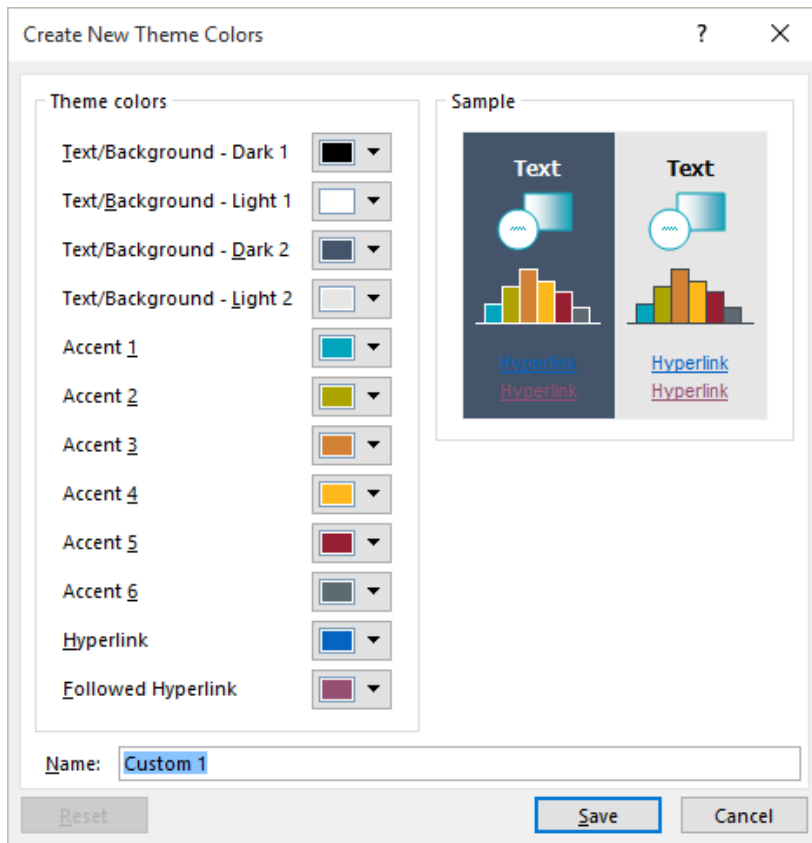 Create New Theme Colors
?
Theme colors
Text/Background - Dark 1
Text/Background - Light 1
Text/Background - Dark 2
Text/Background - Light 2
Accent 1
Accent 2
Accent 3
Accent 4
Accent 5
Accent 6
Hyperlink
Followed Hyperlink
Sample
Text Text
Hyperlink Hyperlink
Hyperlink Hyperlink
Name: Custom 1
Reset Save Cancel